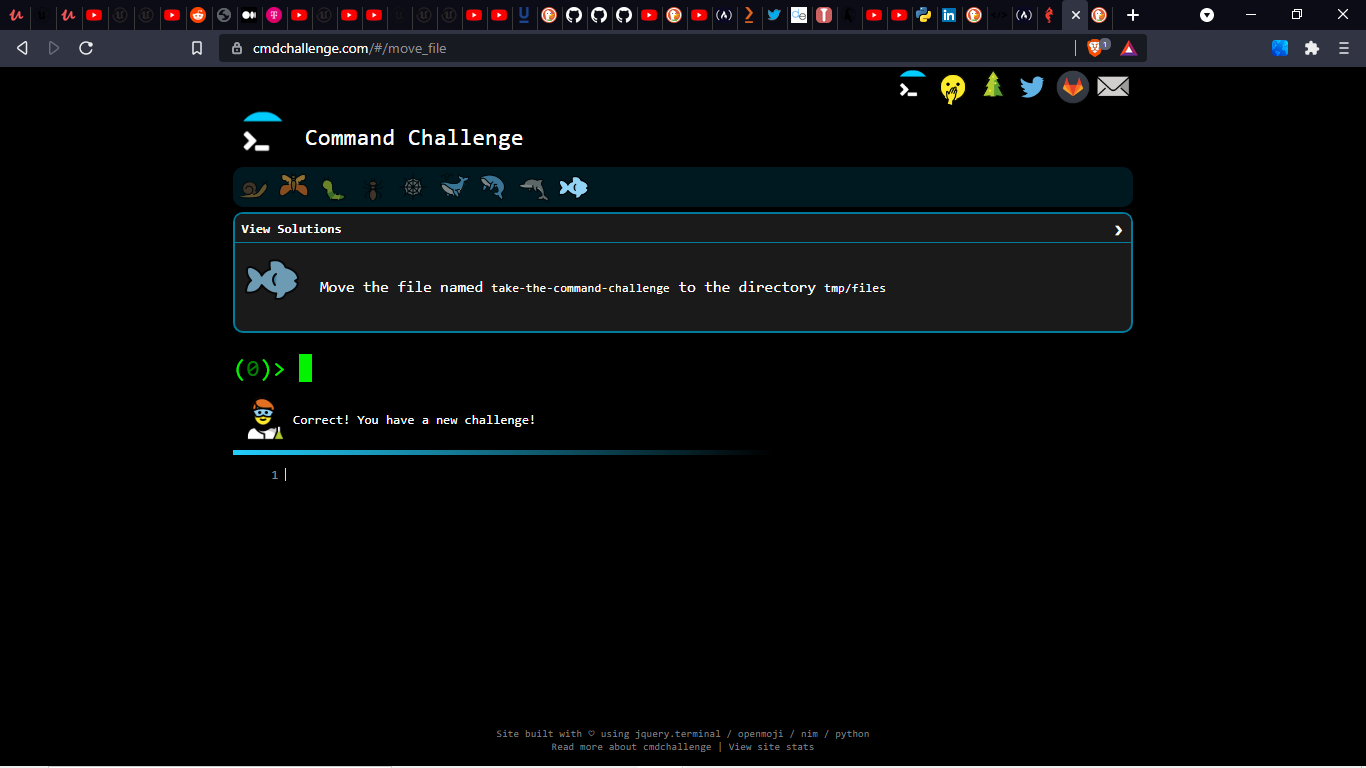 cmdchallenge.com/#/move_file
1
Command Challenge
View Solutions
Move the file named take-the-command-challenge to the directory tmp/files
(0)>
Correct! You have a new challenge!
1
Site built with ♡ using jquery.terminal / openmoji / nim / python
Read more about cmdchallenge | View site stats